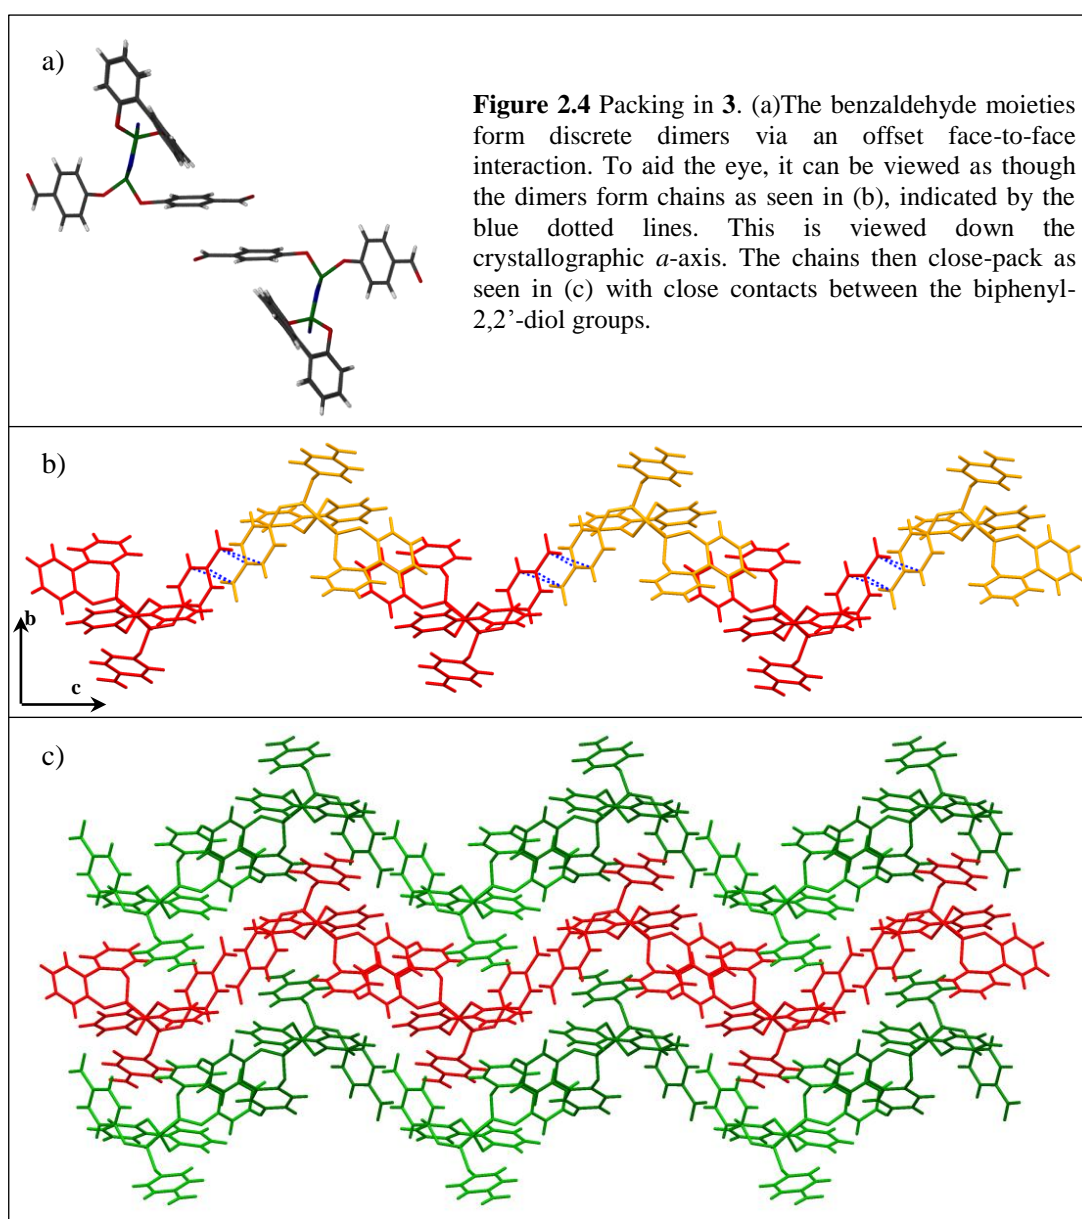 a)
Figure 2.4 Packing in 3. (a)The benzaldehyde moieties
form discrete dimers via an offset face-to-face
interaction. To aid the eye, it can be viewed as though
the dimers form chains as seen in (b), indicated by the
blue dotted lines. This is viewed down the
crystallographic a-axis. The chains then close-pack as
seen in (c) with close contacts between the biphenyl-
2,2’-diol groups.
b)
b
c
c)